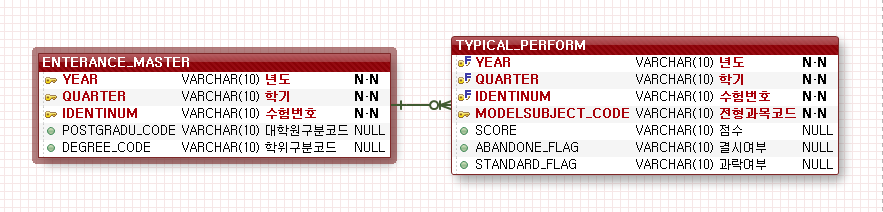 ENTERANCE_MASTER
YEAR VARCHAR(10) 년도 N-N
QUARTER VARCHAR(10) 학기 N-N
IDENTINUM VARCHAR(10) 수험번호 N-N
POSTGRADU_CODE VARCHAR(10) 대학원구분코드 NULL
DEGREE_CODE VARCHAR(10) 학위구분코드 NULL
TYPICAL_PERFORM
YEAR VARCHAR(10) 년도 N-N
QUARTER VARCHAR(10) 학기 N-N
IDENTINUM VARCHAR(10) 수험번호 N-N
MODELSUBJECT_CODE VARCHAR(10) 전형과목코드 N-N
SCORE VARCHAR(10) 점수 NULL
ABANDONE_FLAG VARCHAR(10) 결시여부 NULL
STANDARD_FLAG VARCHAR(10) 과락여부 NULL